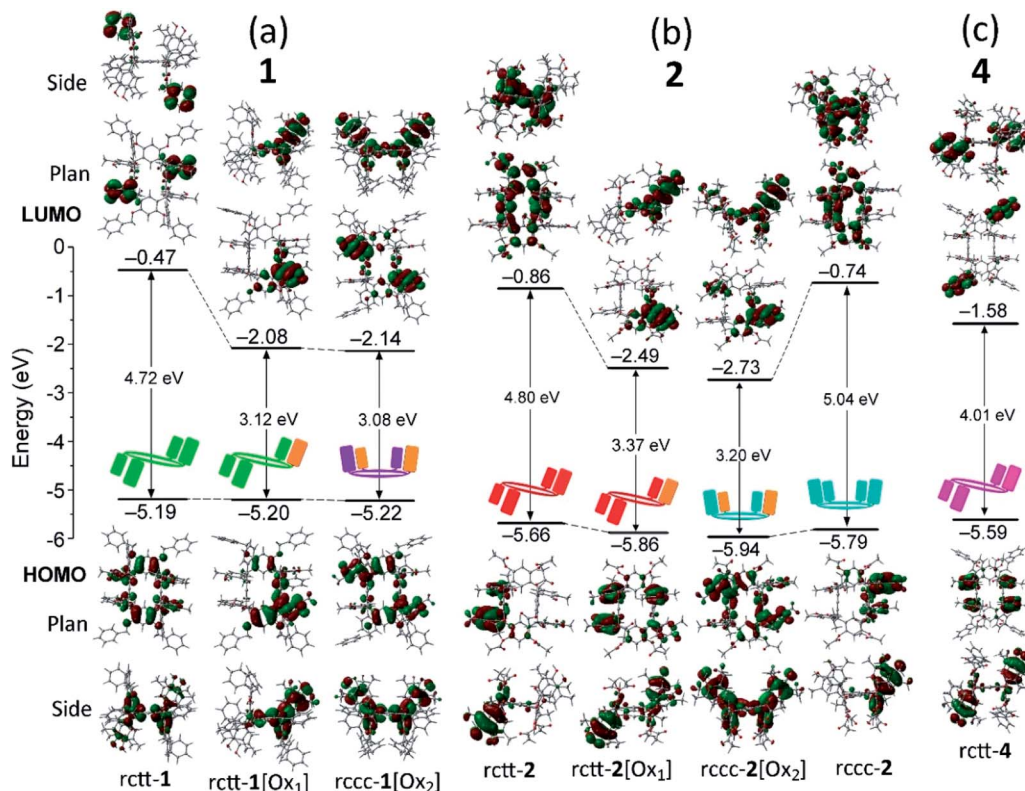 (a)
1
(b)
2
(c)
4
Side
Plan
LUMO
HOMO
Plan
Side
Energy (eV)
0
-1
-2
-3
-4
-5
-6
–0.47
4.72 eV
–5.19
–2.08
3.12 eV
–5.20
–2.14
3.08 eV
–5.22
–0.86
4.80 eV
–5.66
–2.49
3.37 eV
–5.86
–2.73
3.20 eV
–5.94
–0.74
5.04 eV
–5.79
–1.58
4.01 eV
–5.59
rctt-1
rctt-1[Ox₁]
rccc-1[Ox₂]
rctt-2
rctt-2[Ox₁]
rccc-2[Ox₂]
rccc-2
rctt-4